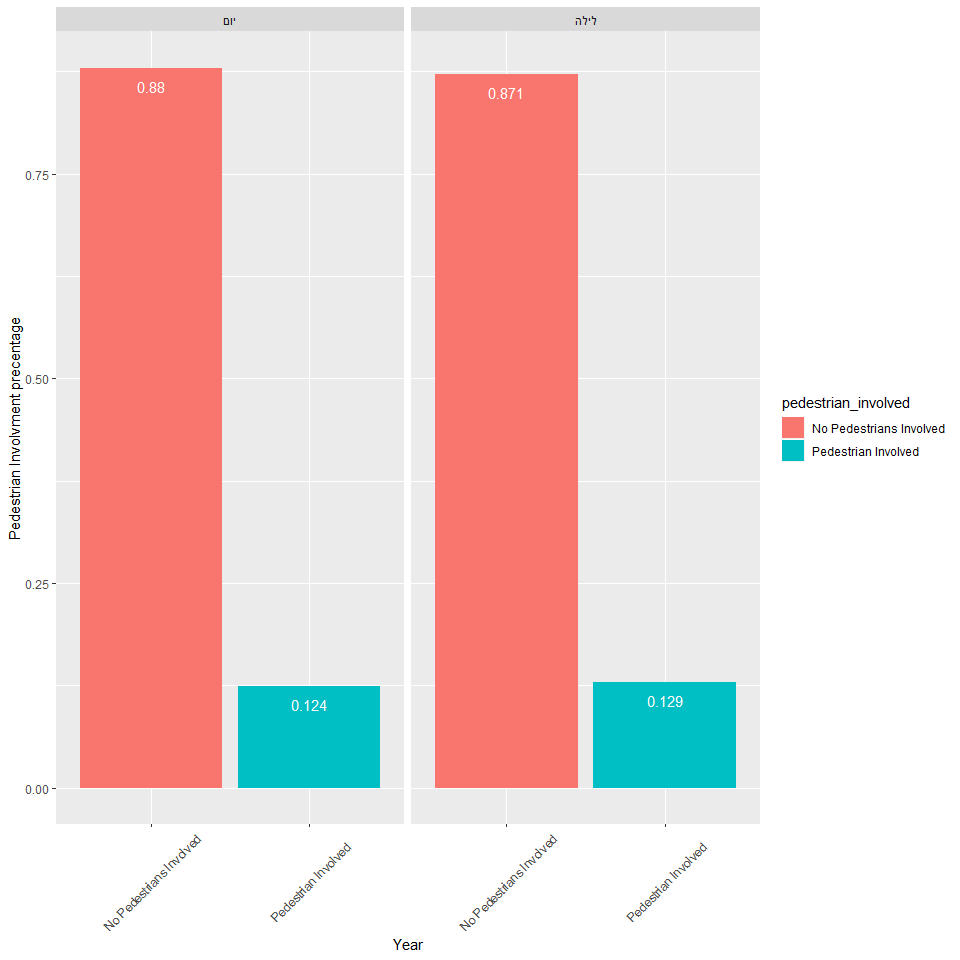 יום
לילה
0.88
0.871
0.124
0.129
0.75
0.50
0.25
0.00
Pedestrian Involvment precentage
No Pedestrians Involved
Pedestrian Involved
No Pedestrians Involved
Pedestrian Involved
Year
pedestrian_involved
No Pedestrians Involved
Pedestrian Involved